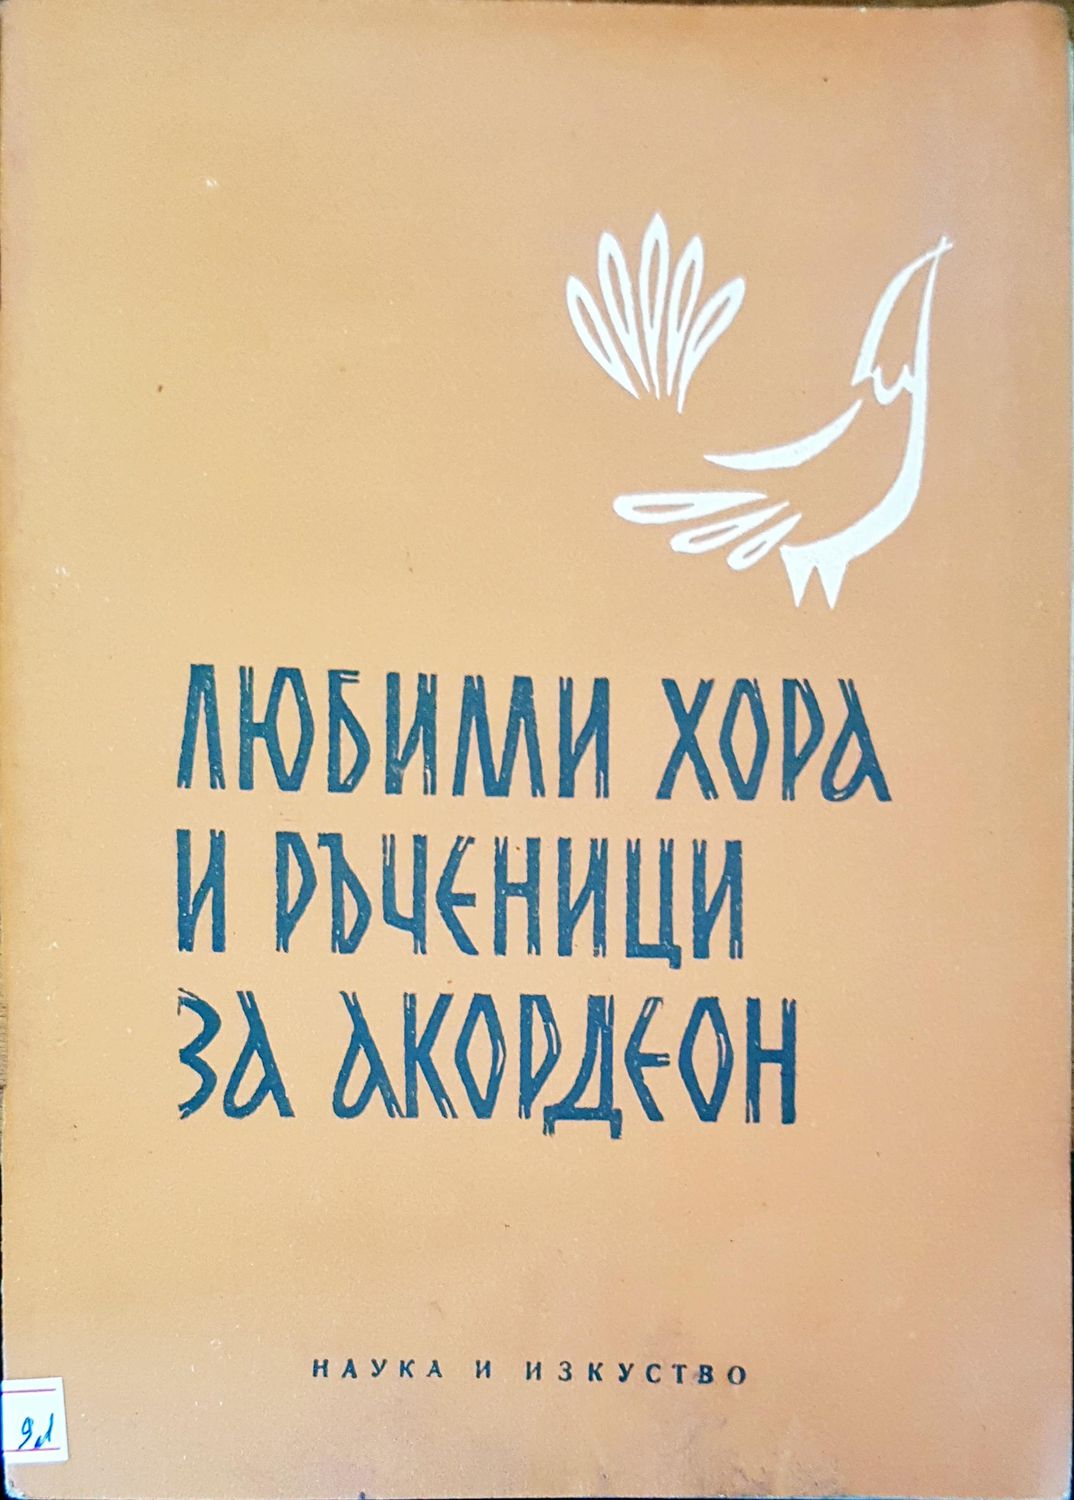 ЛЮБИМИ ХОРА
И РЪЧЕНИЦИ
ЗА АКОРДЕОН
НАУКА И ИЗКУСТВО